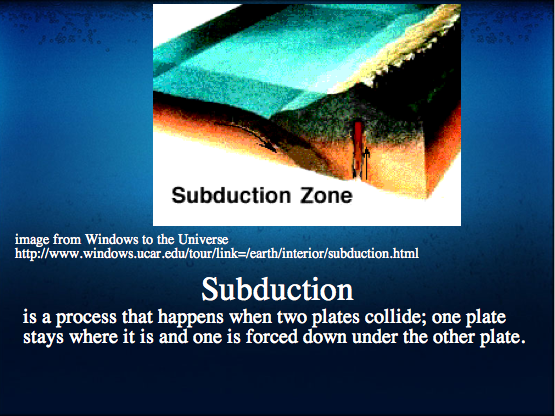 Subduction Zone
image from Windows to the Universe
http://www.windows.ucar.edu/tour/link=/earth/interior/subduction.html
Subduction
is a process that happens when two plates collide; one plate
stays where it is and one is forced down under the other plate.